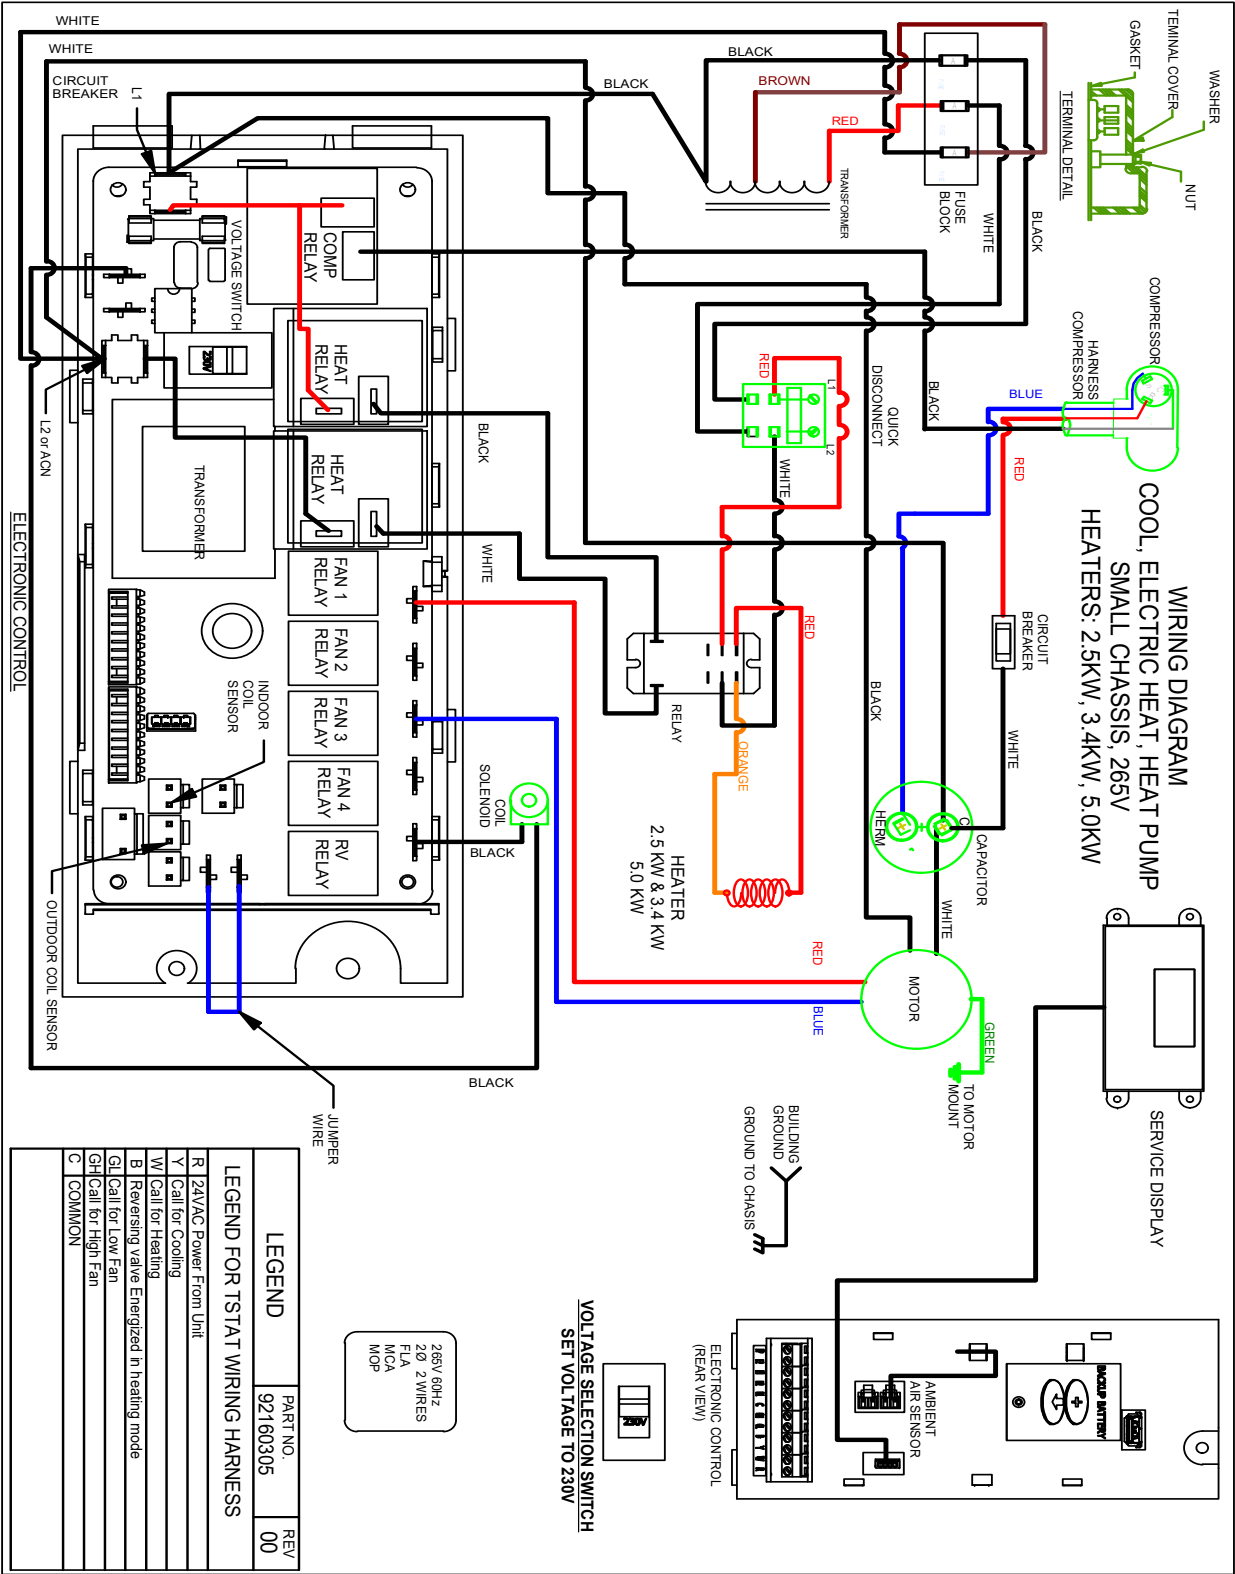 WIRING DIAGRAM
COOL, ELECTRIC HEAT, HEAT PUMP
SMALL CHASSIS, 265V
HEATERS: 2.5KW, 3.4KW, 5.0KW
WHITE
WHITE
CIRCUIT
BREAKER
L1
BLACK
BLACK
BROWN
RED
TRANSFORMER
FUSE
BLOCK
WHITE
BLACK
TEMINAL COVER
GASKET
WASHER
NUT
TERMINAL DETAIL
COMPRESSOR
HARNESS
COMPRESSOR
BLUE
RED
BLACK
QUICK
DISCONNECT
RED
L1
L2
WHITE
VOLTAGE SWITCH
COMP
RELAY
HEAT
RELAY
HEAT
RELAY
230V
L2 or ACN
TRANSFORMER
FAN 1
RELAY
FAN 2
RELAY
FAN 3
RELAY
FAN 4
RELAY
RV
RELAY
BLACK
WHITE
ELECTRONIC CONTROL
INDOOR
COIL
SENSOR
OUTDOOR COIL SENSOR
JUMPER
WIRE
COIL
SOLENOID
BLACK
BLACK
RELAY
RED
ORANGE
HEATER
2.5 KW & 3.4 KW
5.0 KW
BLACK
CIRCUIT
BREAKER
WHITE
HERM
C
CAPACITOR
WHITE
RED
BLUE
MOTOR
GREEN
TO MOTOR
MOUNT
BUILDING
GROUND
GROUND TO CHASIS
SERVICE DISPLAY
ELECTRONIC CONTROL
(REAR VIEW)
AMBIENT
AIR SENSOR
BACKUP BATTERY
+
VOLTAGE SELECTION SWITCH
SET VOLTAGE TO 230V
230V
265V 60Hz
2Ø 2 WIRES
FLA
MCA
MOP
LEGEND
PART NO.
92160305
REV
00
LEGEND FOR TSTAT WIRING HARNESS
R 24VAC Power From Unit
Y Call for Cooling
W Call for Heating
B Reversing valve Energized in heating mode
GL Call for Low Fan
GH Call for High Fan
C COMMON